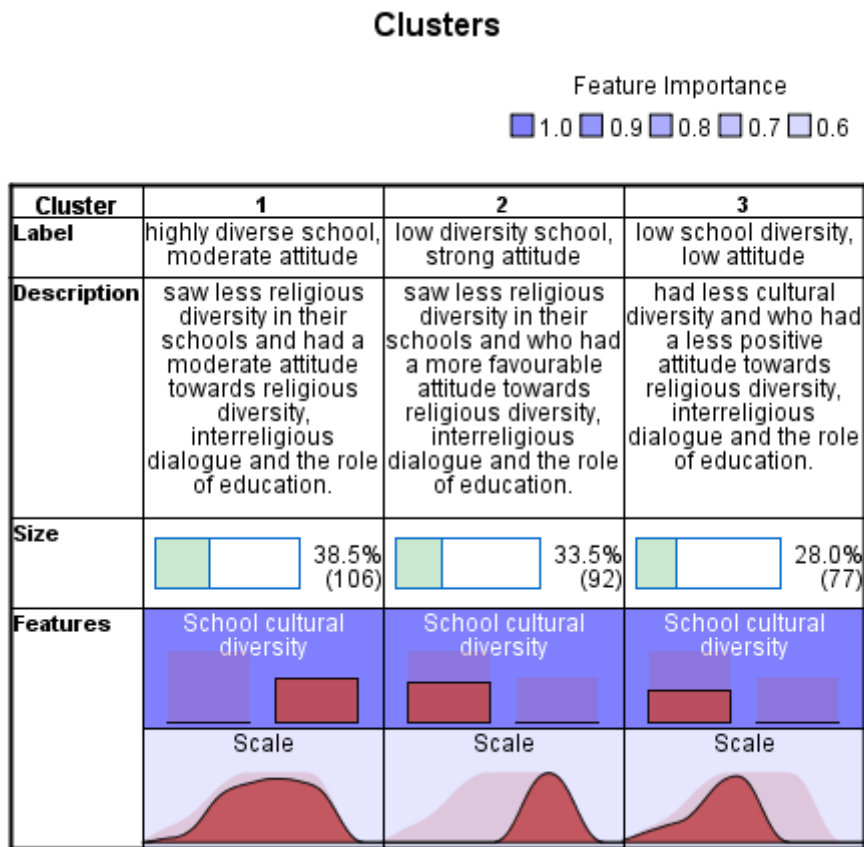 Clusters
Feature Importance
1.0 0.9 0.8 0.7 0.6
Cluster 1 2 3
Label
highly diverse school,
moderate attitude
low diversity school,
strong attitude
low school diversity,
low attitude
Description
saw less religious
diversity in their
schools and had a
moderate attitude
towards religious
diversity,
interreligious
dialogue and the role
of education.
saw less religious
diversity in their
schools and who had
a more favourable
attitude towards
religious diversity,
interreligious
dialogue and the role
of education.
had less cultural
diversity and who had
a less positive
attitude towards
religious diversity,
interreligious
dialogue and the role
of education.
Size
38.5%
(106)
33.5%
(92)
28.0%
(77)
Features
School cultural
diversity
School cultural
diversity
School cultural
diversity
Scale
Scale
Scale